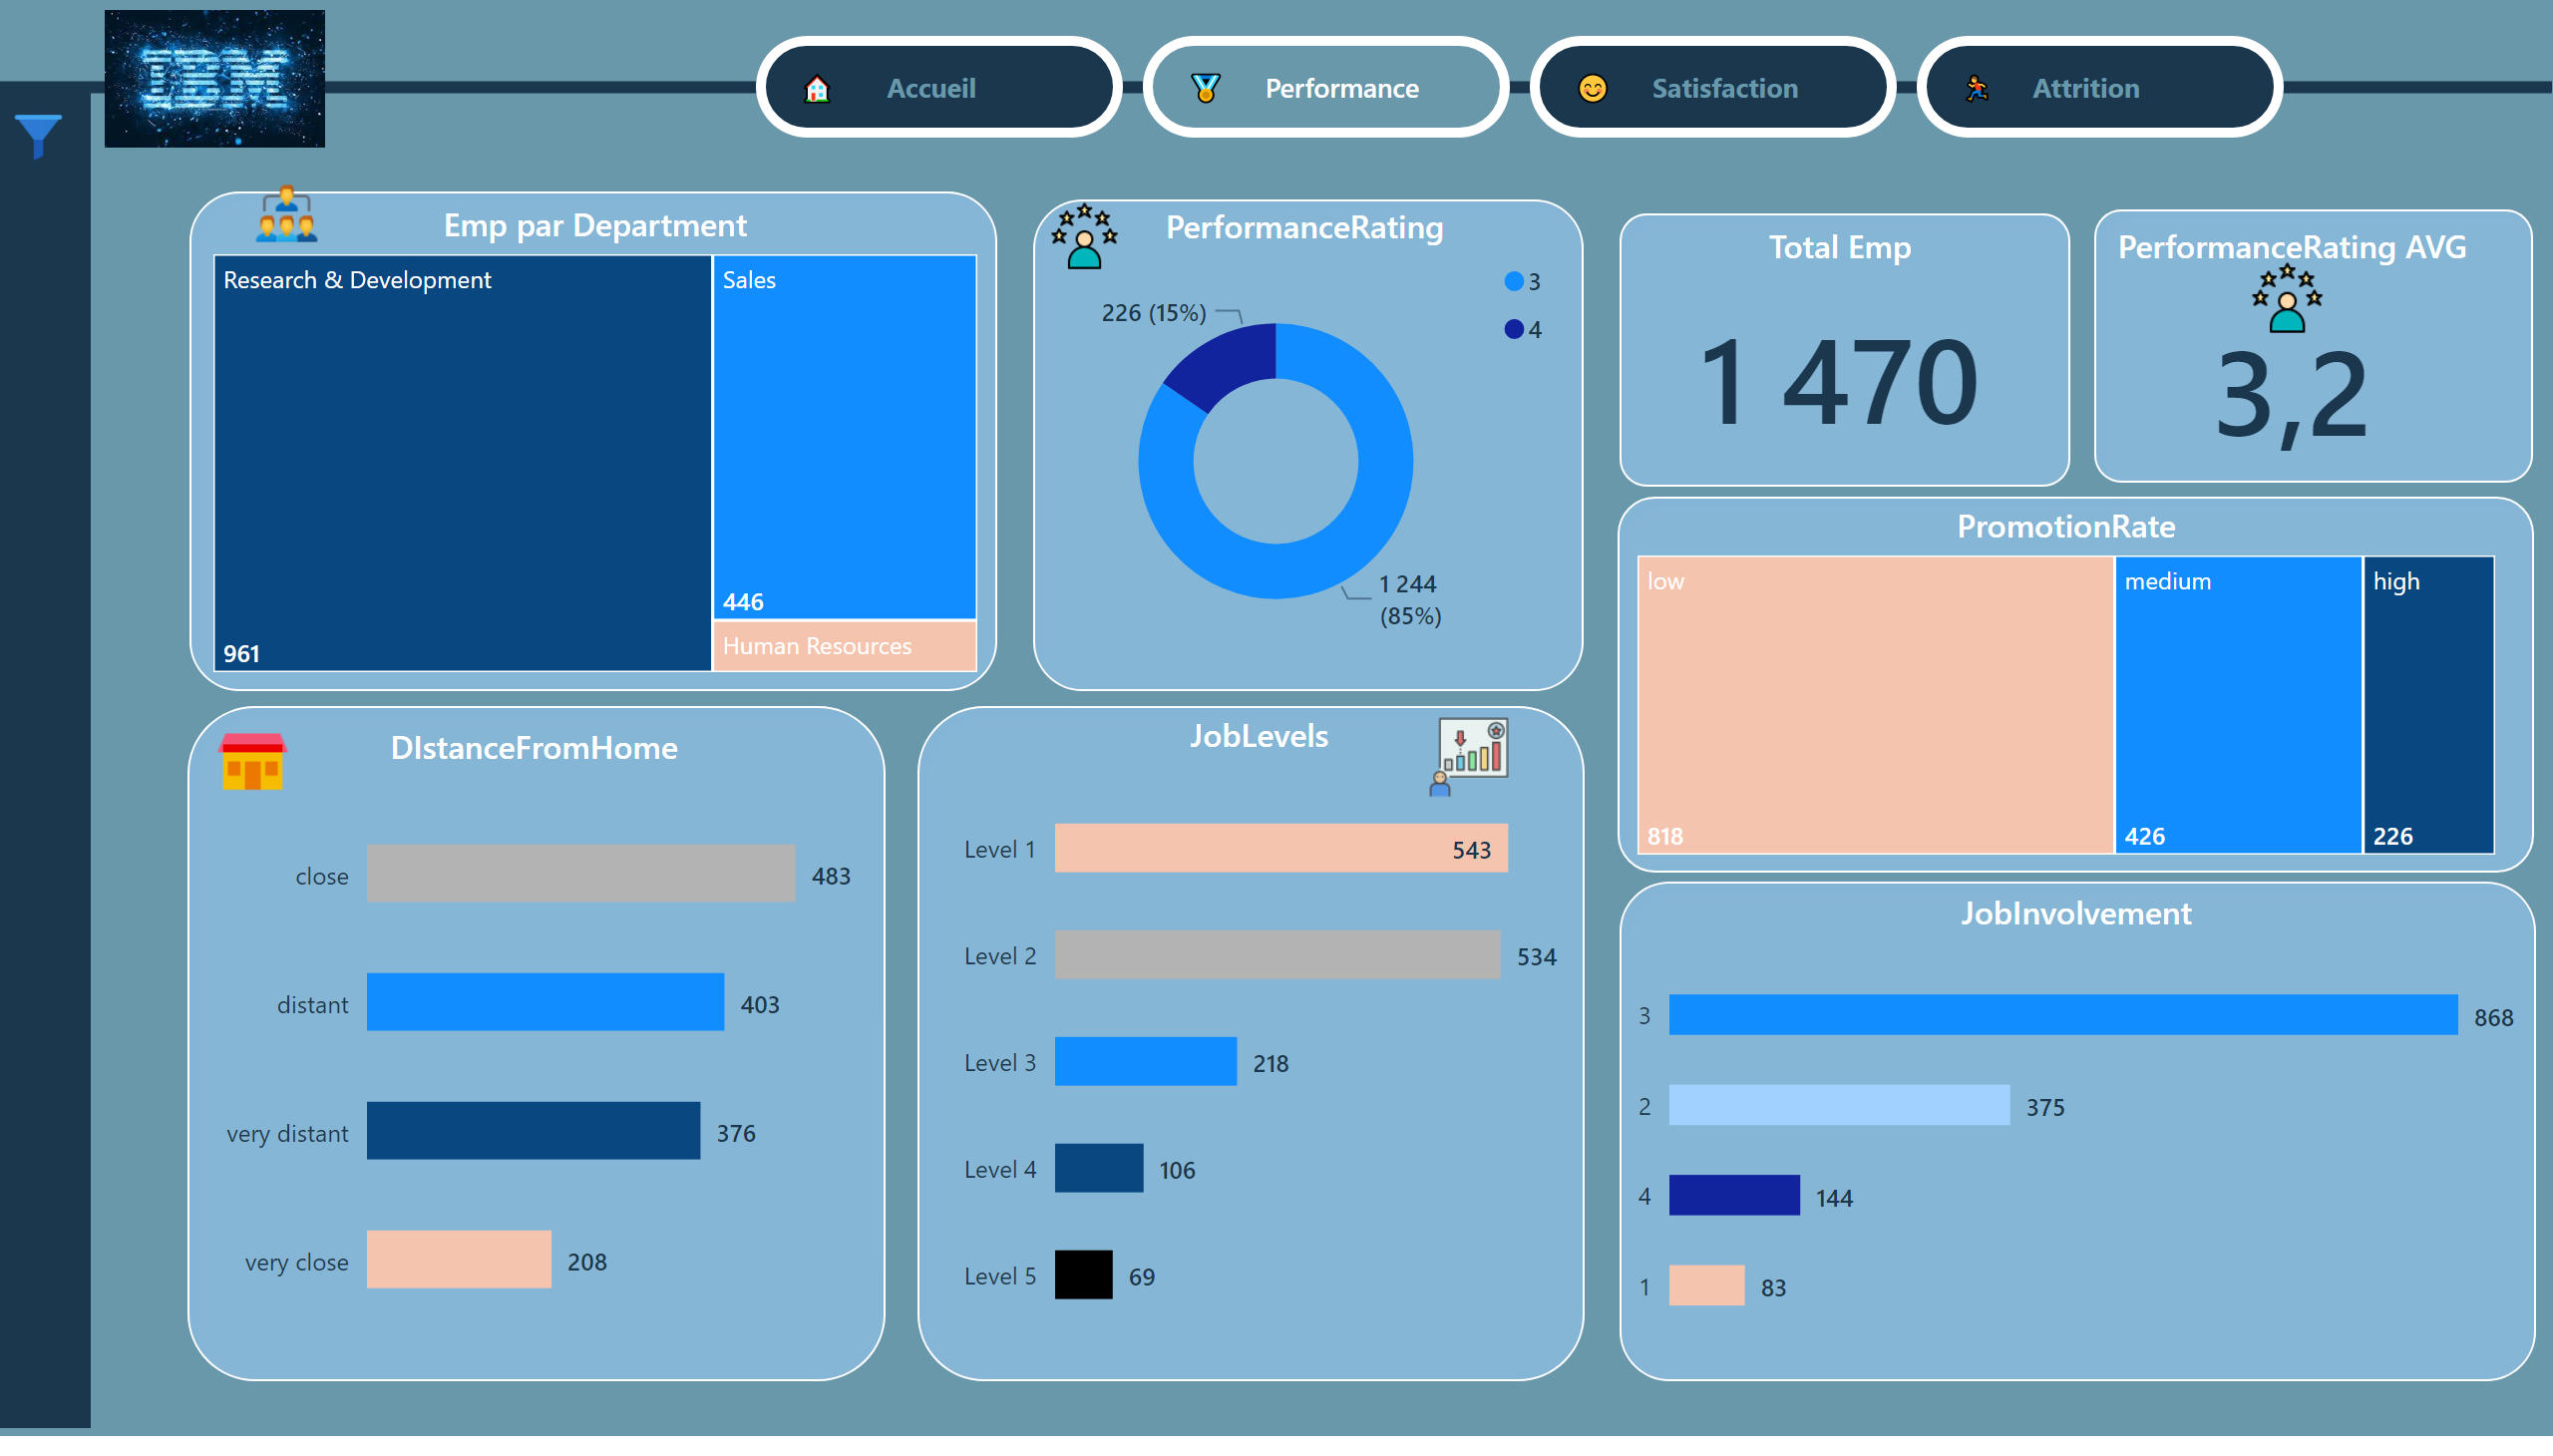 IBM
Accueil
Performance
Satisfaction
Attrition
Emp par Department
Research & Development
961
Sales
446
Human Resources
PerformanceRating
3
4
226 (15%)
1 244
(85%)
Total Emp
1 470
PerformanceRating AVG
3,2
PromotionRate
low
818
medium
426
high
226
DIstanceFromHome
close 483
distant 403
very distant 376
very close 208
JobLevels
Level 1 543
Level 2 534
Level 3 218
Level 4 106
Level 5 69
JobInvolvement
3 868
2 375
4 144
1 83